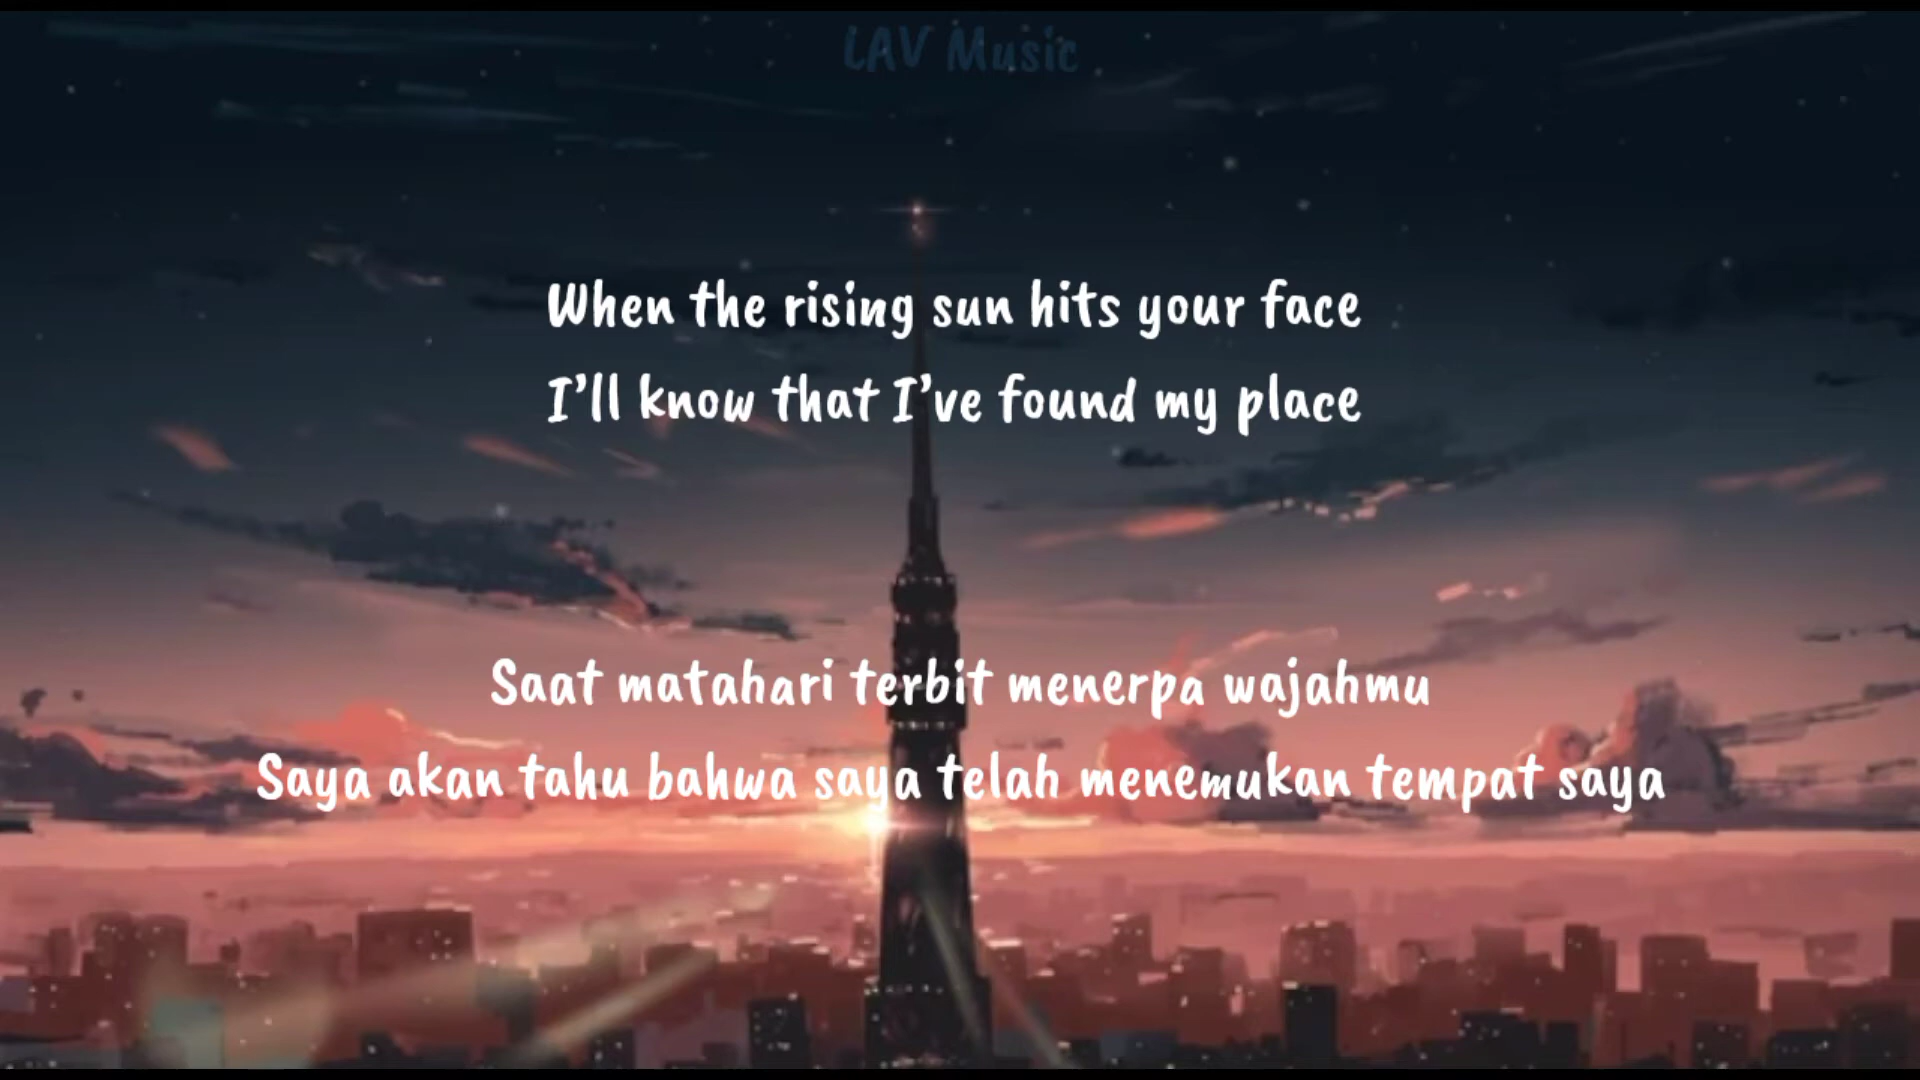 LAV Music
When the rising sun hits your face
I'll know that I've found my place
Saat matahari terbit menerpa wajahmu
Saya akan tahu bahwa saya telah menemukan tempat saya